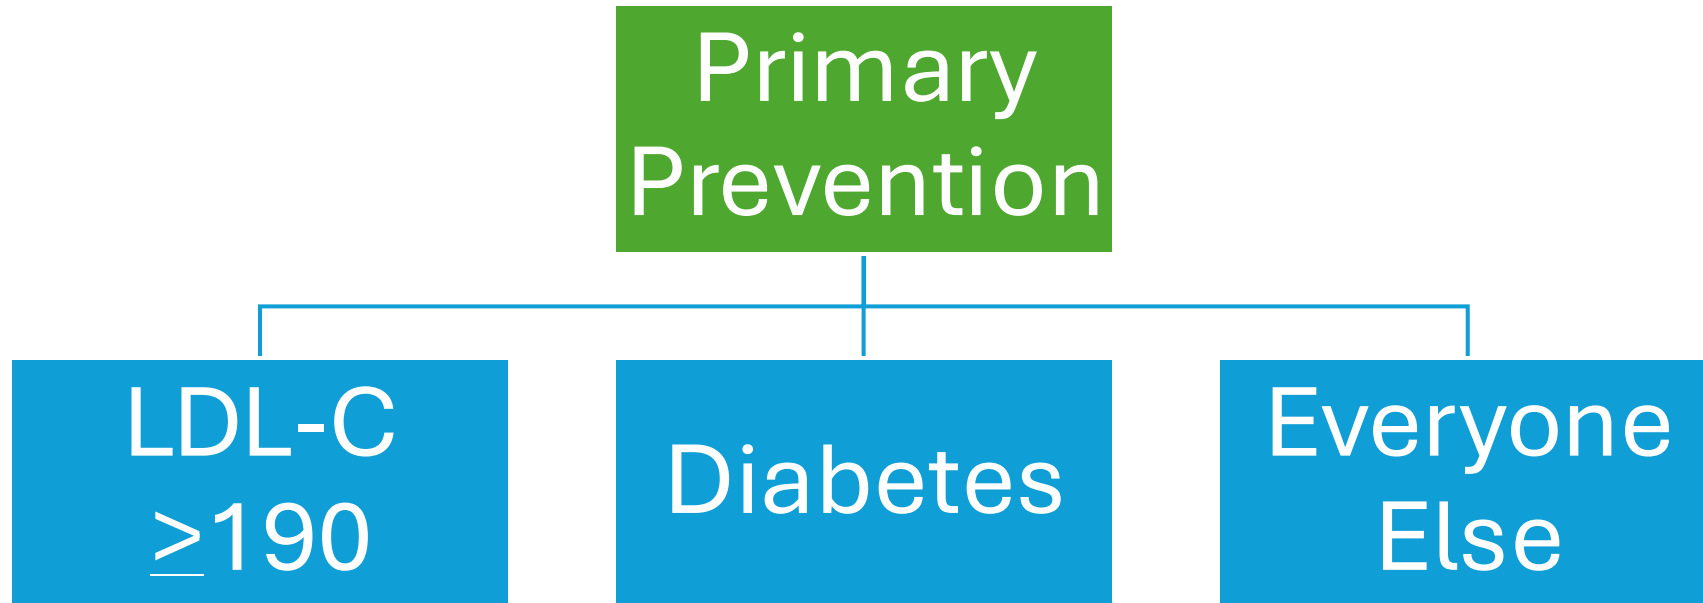 Primary
Prevention
LDL-C
≥190
Diabetes
Everyone
Else